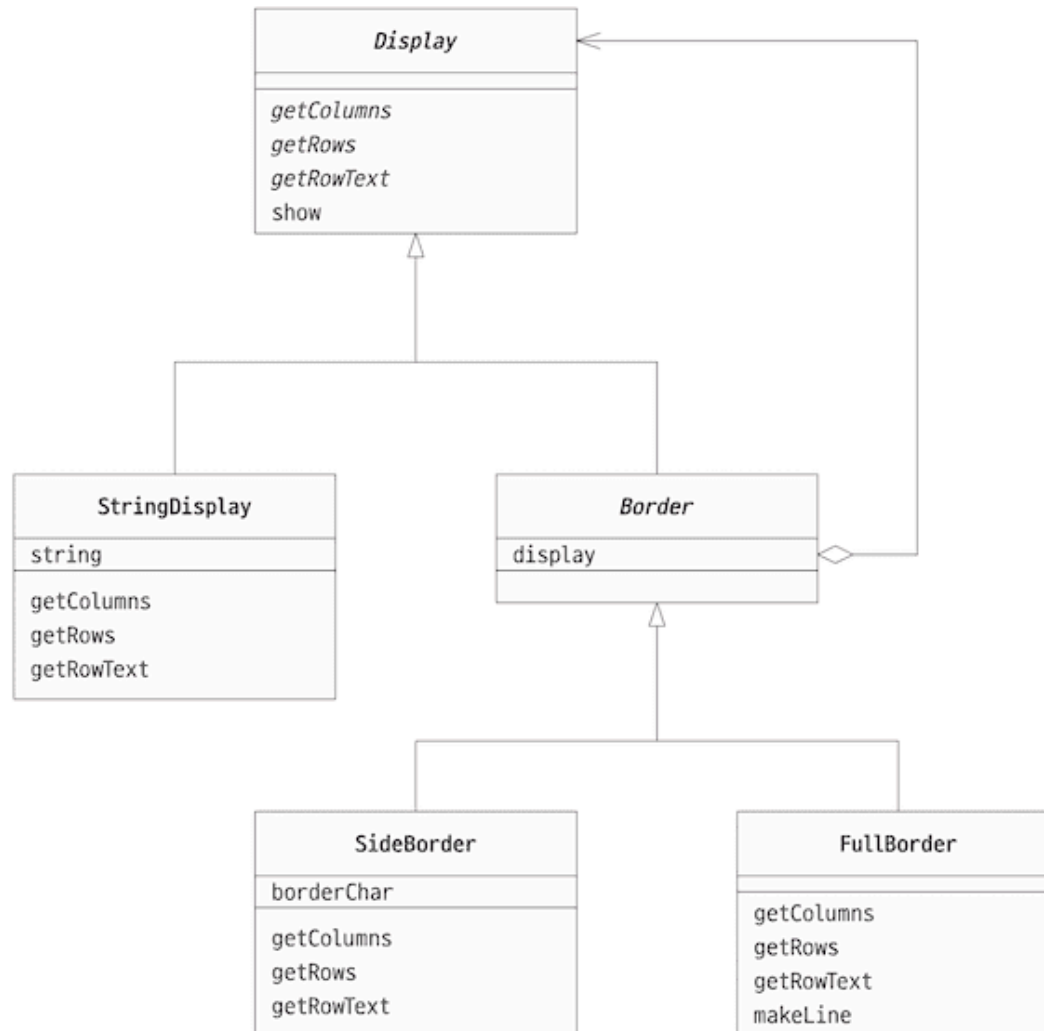 Display
getColumns
getRows
getRowText
show
StringDisplay
string
getColumns
getRows
getRowText
Border
display
SideBorder
borderChar
getColumns
getRows
getRowText
FullBorder
getColumns
getRows
getRowText
makeLine